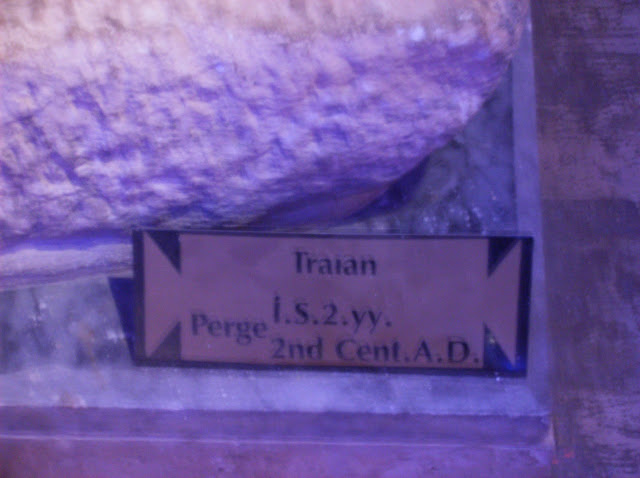 Traian
Perge İ.S.2.yy.
2nd Cent.A.D.